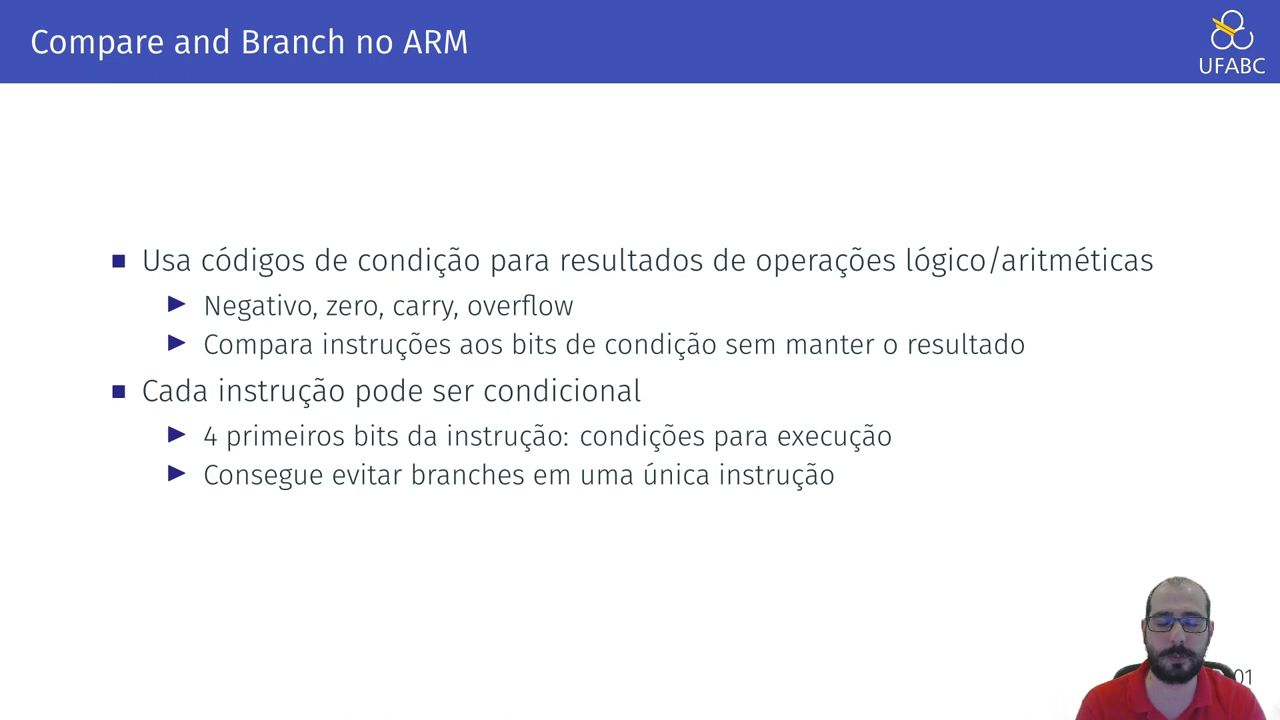 Compare and Branch no ARM
UFABC
Usa códigos de condição para resultados de operações lógico/aritméticas
Negativo, zero, carry, overflow
Compara instruções aos bits de condição sem manter o resultado
Cada instrução pode ser condicional
4 primeiros bits da instrução: condições para execução
Consegue evitar branches em uma única instrução